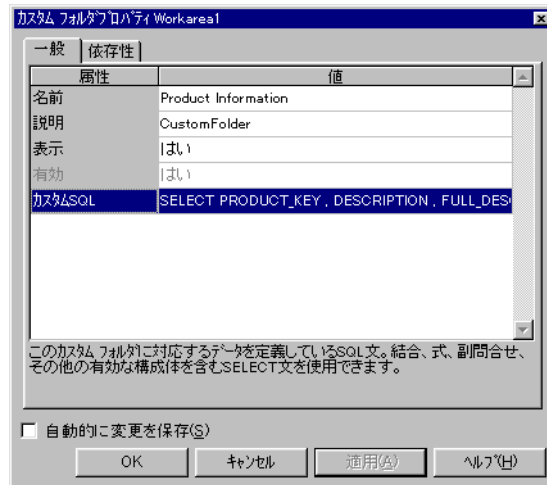 カスタム フォルダプロパティ Workarea1
一般 依存性
属性 値
名前 Product Information
説明 CustomFolder
表示 はい
有効 はい
カスタムSQL SELECT PRODUCT_KEY , DESCRIPTION , FULL_DES
このカスタム フォルダに対応するデータを定義しているSQL文。結合、式、副問合せ、
その他の有効な構成体を含むSELECT文を使用できます。
自動的に変更を保存(S)
OK キャンセル 適用(A) ヘルプ(H)